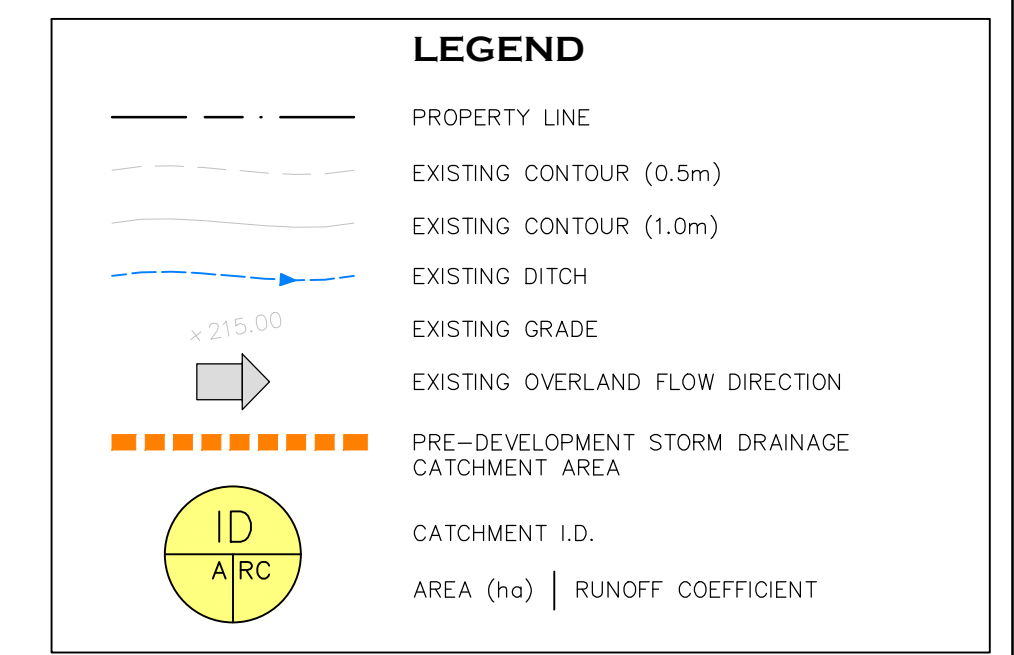 LEGEND
PROPERTY LINE
EXISTING CONTOUR (0.5m)
EXISTING CONTOUR (1.0m)
EXISTING DITCH
× 215.00
EXISTING GRADE
EXISTING OVERLAND FLOW DIRECTION
PRE-DEVELOPMENT STORM DRAINAGE
CATCHMENT AREA
ID
A RC
CATCHMENT I.D.
AREA (ha) | RUNOFF COEFFICIENT